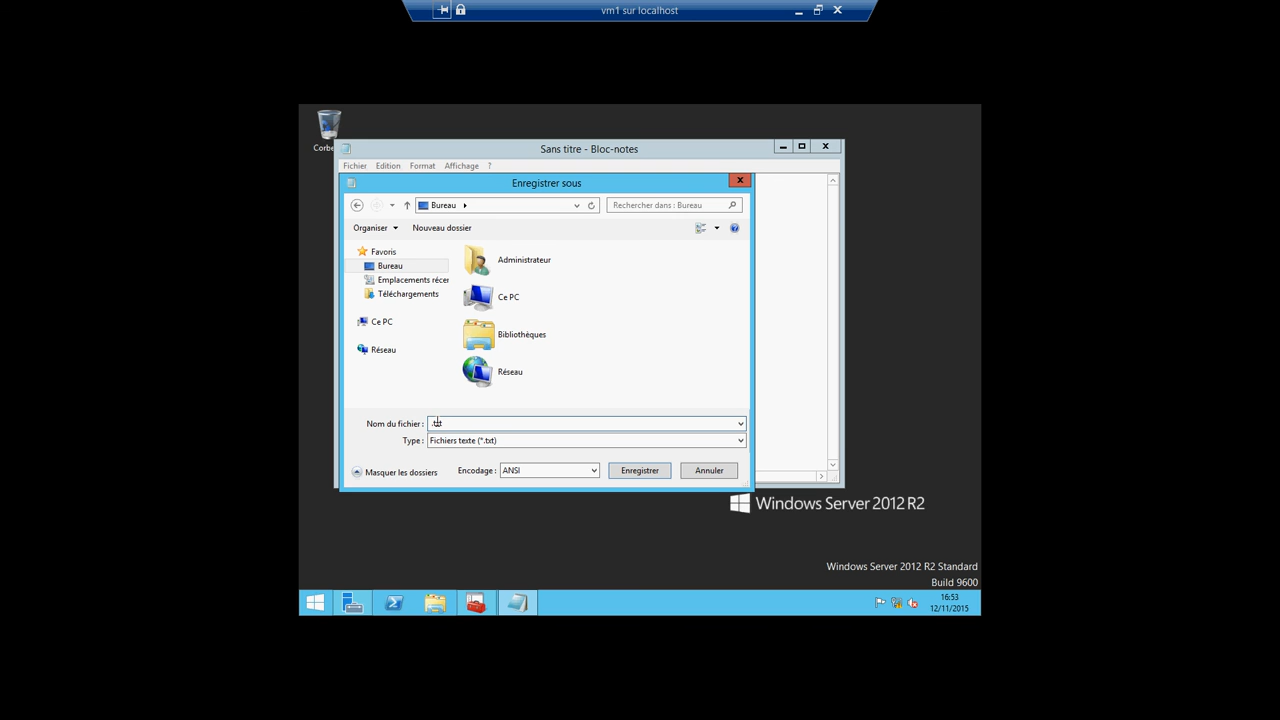 vm1 sur localhost
Sans titre - Bloc-notes
Fichier Edition Format Affichage ?
Enregistrer sous
Bureau
Rechercher dans : Bureau
Organiser Nouveau dossier
Favoris
Bureau
Téléchargements
Ce PC
Réseau
Administrateur
Ce PC
Bibliothèques
Réseau
Nom du fichier :
Type : Fichiers texte (*.txt)
Masquer les dossiers
Encodage : ANSI
Enregistrer
Annuler
Windows Server 2012 R2
Windows Server 2012 R2 Standard
Build 9600
16:53
12/11/2015